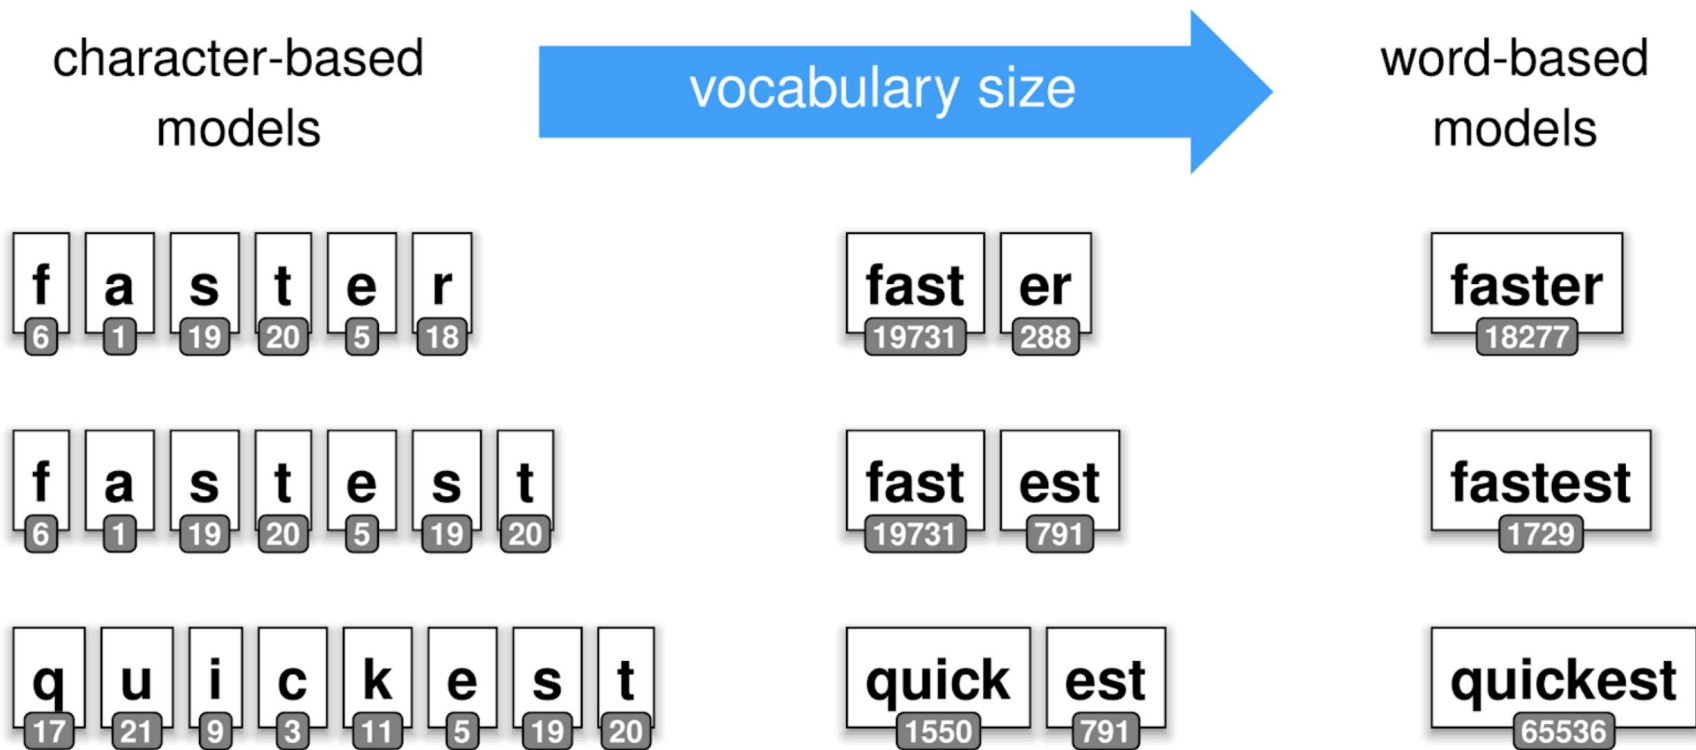 character-based
models
vocabulary size
word-based
models
f a s t e r
6 1 19 20 5 18
fast er
19731 288
faster
18277
f a s t e s t
6 1 19 20 5 19 20
fast est
19731 791
fastest
1729
q u i c k e s t
17 21 9 3 11 5 19 20
quick est
1550 791
quickest
65536